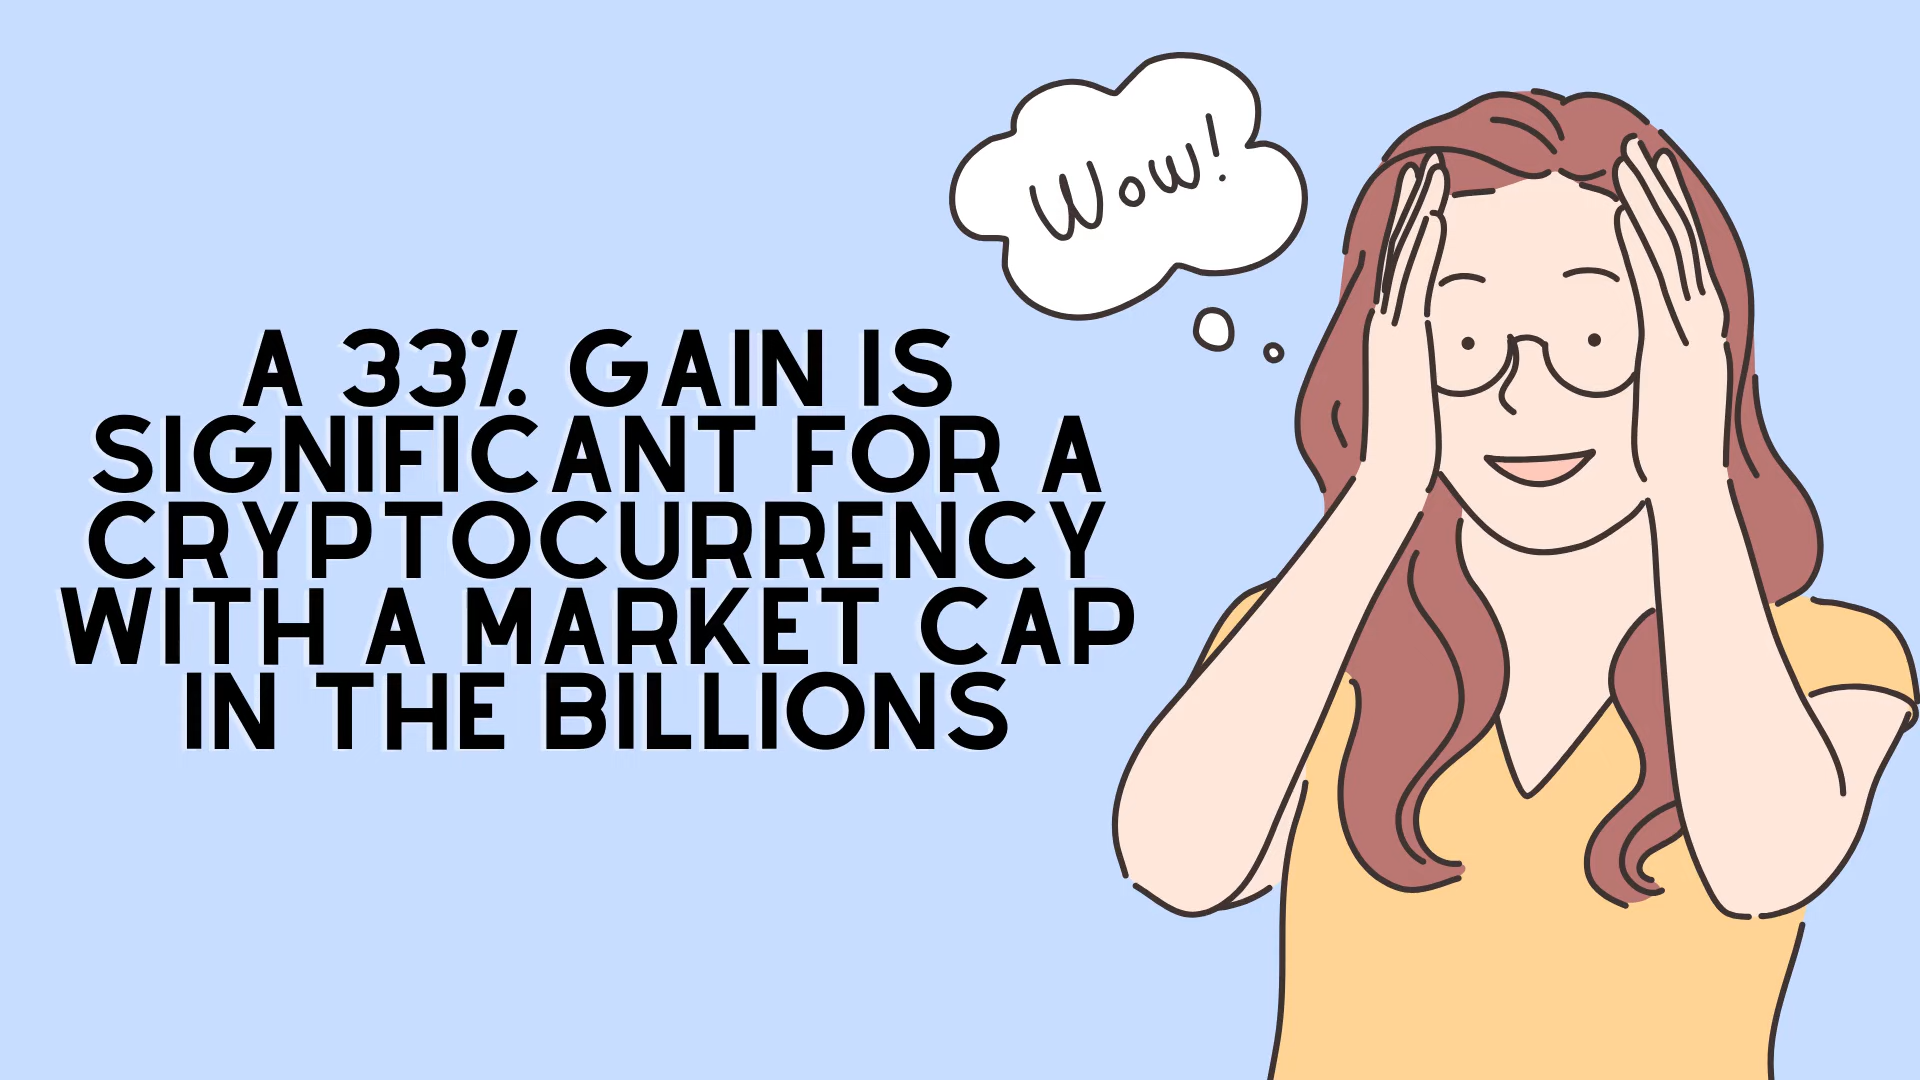 Wow!
A 33% GAIN IS
SIGNIFICANT FOR A
CRYPTOCURRENCY
WITH A MARKET CAP
IN THE BILLIONS